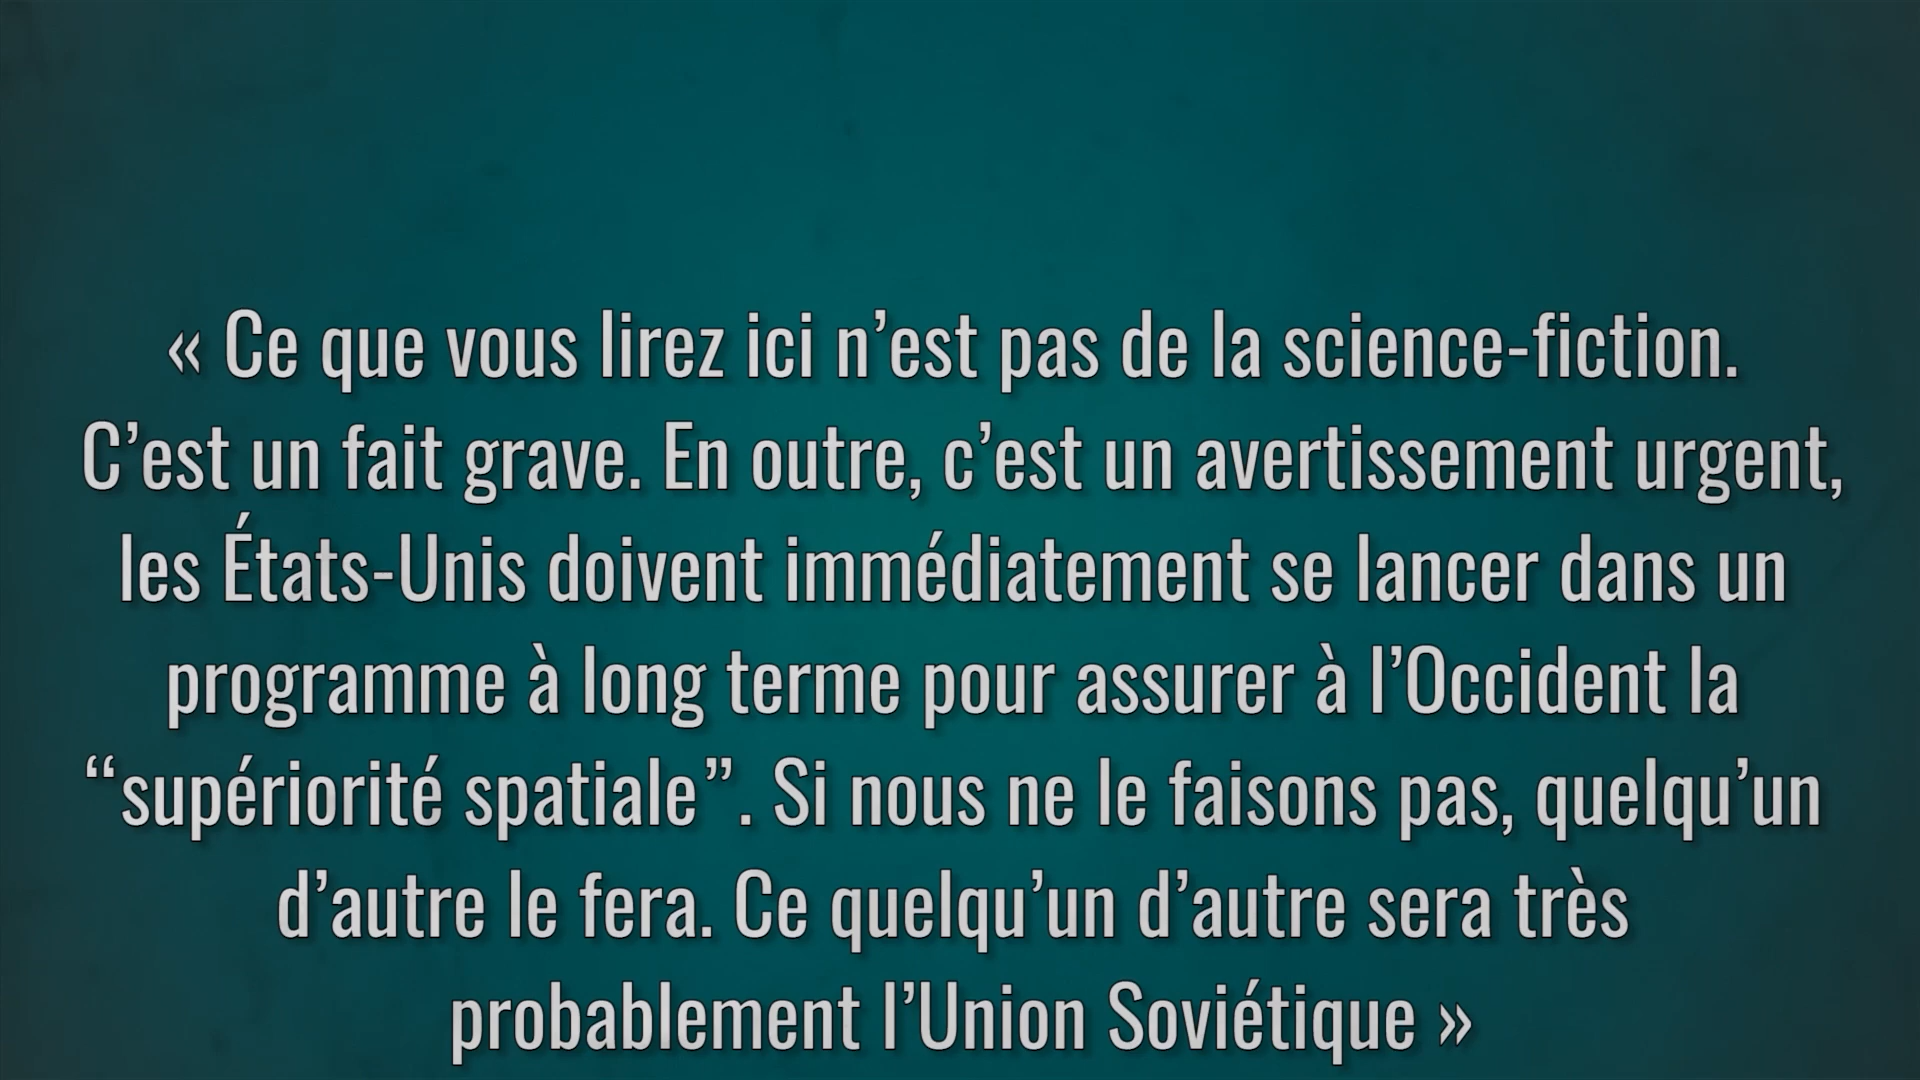 « Ce que vous lirez ici n’est pas de la science-fiction.
C’est un fait grave. En outre, c’est un avertissement urgent,
les États-Unis doivent immédiatement se lancer dans un
programme à long terme pour assurer à l’Occident la
“supériorité spatiale”. Si nous ne le faisons pas, quelqu’un
d’autre le fera. Ce quelqu’un d’autre sera très
probablement l’Union Soviétique »